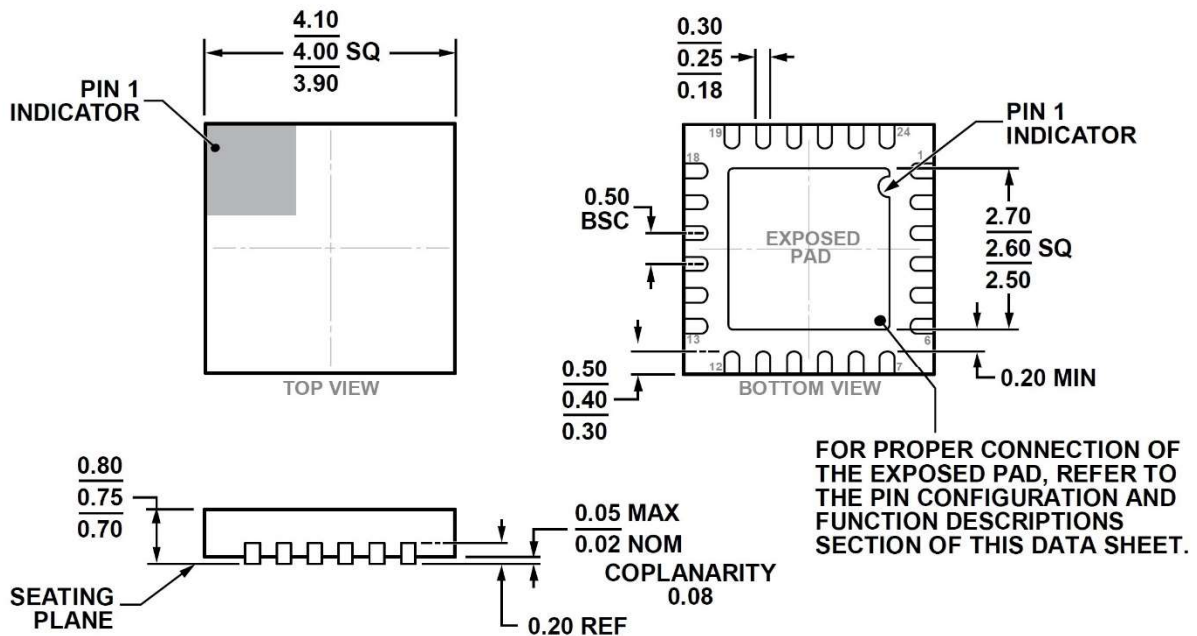 4.10
4.00 SQ
3.90
PIN 1
INDICATOR
TOP VIEW
0.30
0.25
0.18
PIN 1
INDICATOR
19
24
18
1
0.50
BSC
EXPOSED
PAD
2.70
2.60 SQ
2.50
13
6
12
7
BOTTOM VIEW
0.50
0.40
0.30
0.20 MIN
FOR PROPER CONNECTION OF
THE EXPOSED PAD, REFER TO
THE PIN CONFIGURATION AND
FUNCTION DESCRIPTIONS
SECTION OF THIS DATA SHEET.
0.80
0.75
0.70
SEATING
PLANE
0.05 MAX
0.02 NOM
COPLANARITY
0.08
0.20 REF